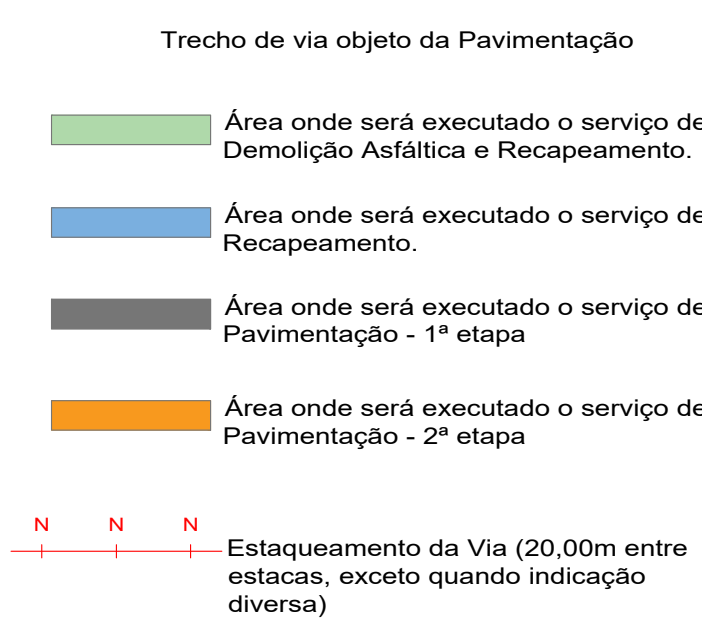 Trecho de via objeto da Pavimentação
Área onde será executado o serviço de
Demolição Asfáltica e Recapeamento.
Área onde será executado o serviço de
Recapeamento.
Área onde será executado o serviço de
Pavimentação - 1ª etapa
Área onde será executado o serviço de
Pavimentação - 2ª etapa
N N N
Estaqueamento da Via (20,00m entre
estacas, exceto quando indicação
diversa)